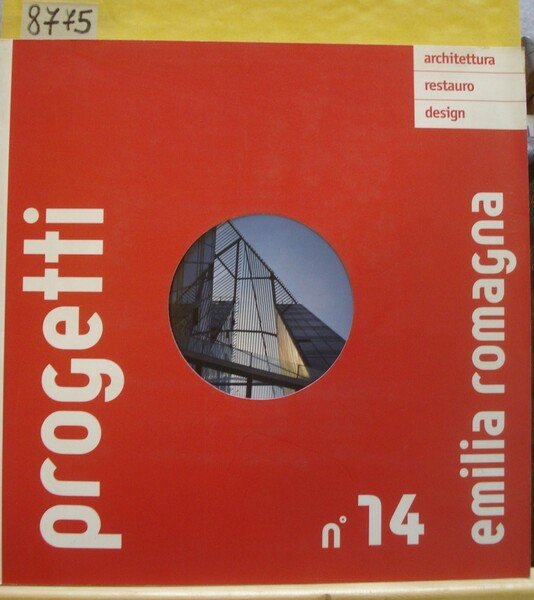 8775
architettura
restauro
design
progetti
emilia romagna
n° 14